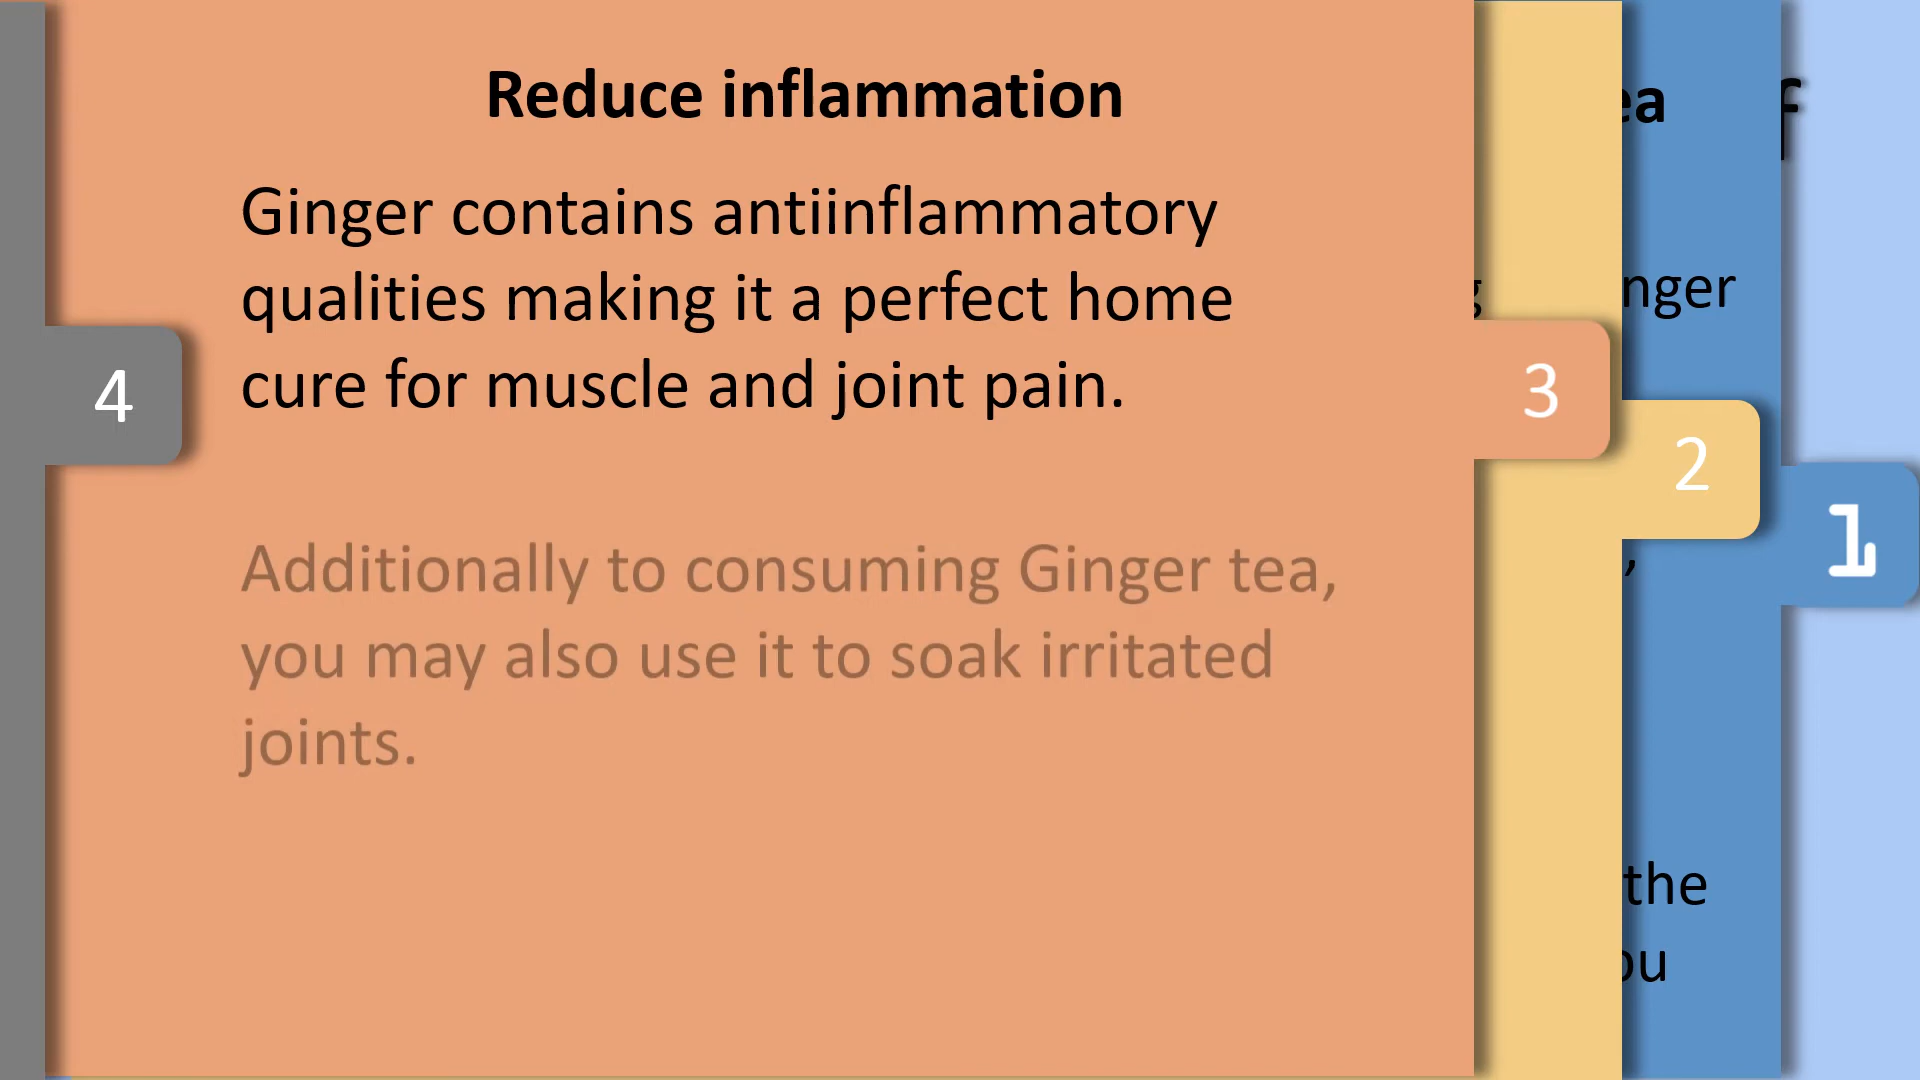 Reduce inflammation
Ginger contains antiinflammatory
qualities making it a perfect home
cure for muscle and joint pain.
Additionally to consuming Ginger tea,
you may also use it to soak irritated
joints.
4
3
2
1
the